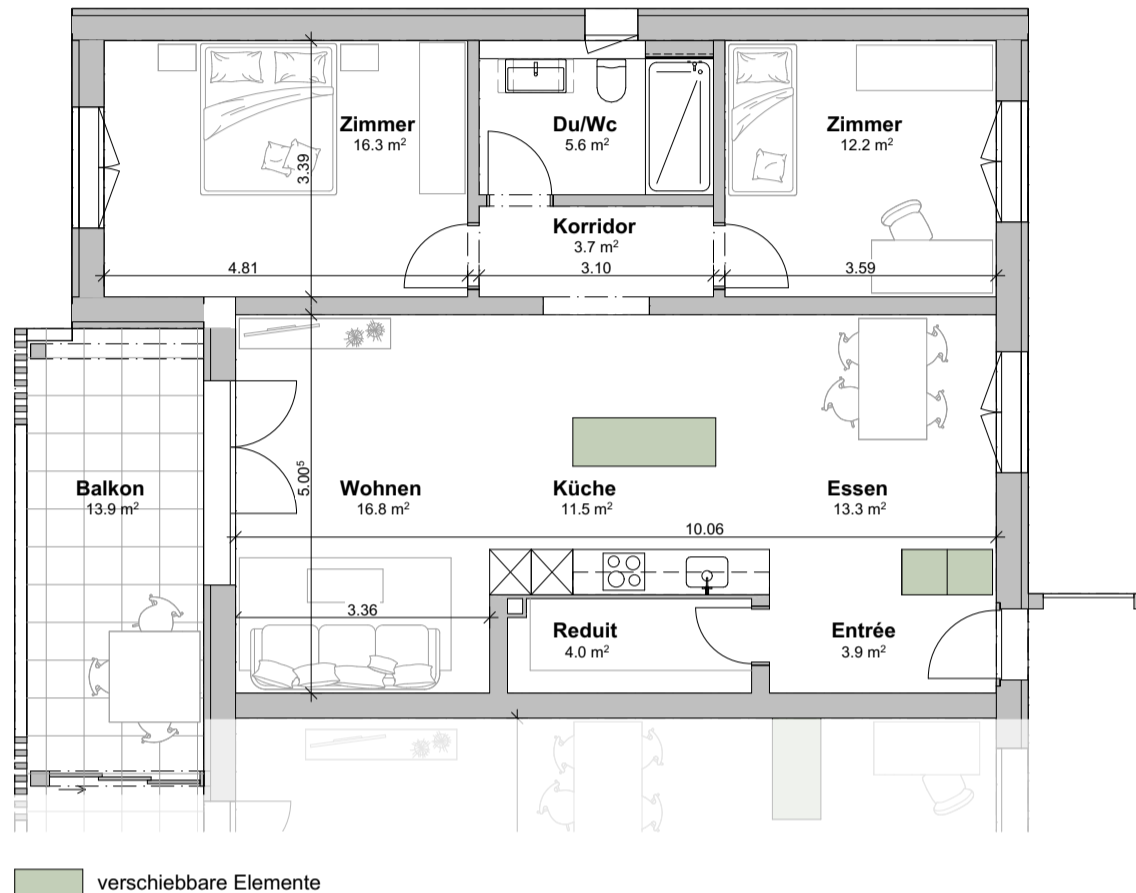 Zimmer
16.3 m²
Du/Wc
5.6 m²
Zimmer
12.2 m²
3.39
Korridor
3.7 m²
4.81
3.10
3.59
Balkon
13.9 m²
5.00⁵
Wohnen
16.8 m²
Küche
11.5 m²
Essen
13.3 m²
10.06
3.36
Reduit
4.0 m²
Entrée
3.9 m²
verschiebbare Elemente